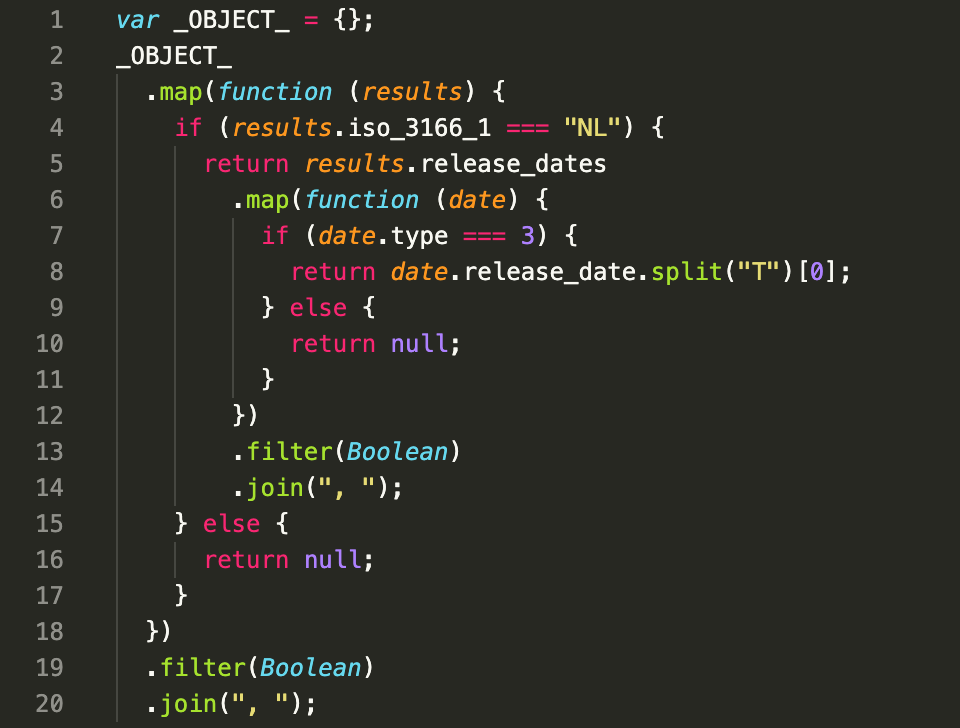 1 var _OBJECT_ = {};
2 _OBJECT_
3   .map(function (results) {
4     if (results.iso_3166_1 === "NL") {
5       return results.release_dates
6         .map(function (date) {
7           if (date.type === 3) {
8             return date.release_date.split("T")[0];
9           } else {
10             return null;
11           }
12         })
13         .filter(Boolean)
14         .join(", ");
15     } else {
16       return null;
17     }
18   })
19   .filter(Boolean)
20   .join(", ");